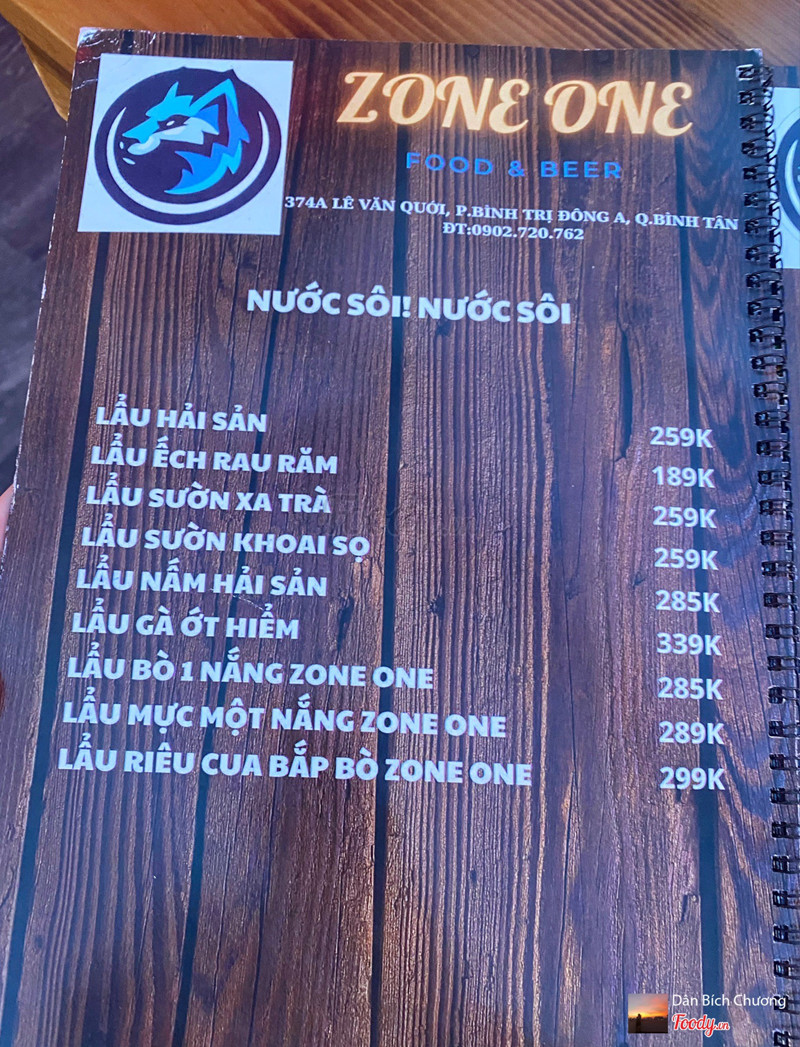 ZONE ONE
FOOD & BEER
374A LÊ VĂN QUỚI, P.BÌNH TRỊ ĐÔNG A, Q.BÌNH TÂN
ĐT:0902.720.762
NƯỚC SÔI! NƯỚC SÔI
LẨU HẢI SẢN 259K
LẨU ẾCH RAU RĂM 189K
LẨU SƯỜN XA TRÀ 259K
LẨU SƯỜN KHOAI SỌ 259K
LẨU NẤM HẢI SẢN 285K
LẨU GÀ ỚT HIỂM 339K
LẨU BÒ 1 NẮNG ZONE ONE 285K
LẨU MỰC MỘT NẮNG ZONE ONE 289K
LẨU RIÊU CUA BẮP BÒ ZONE ONE 299K
Dân Bích Chương
Foody.vn